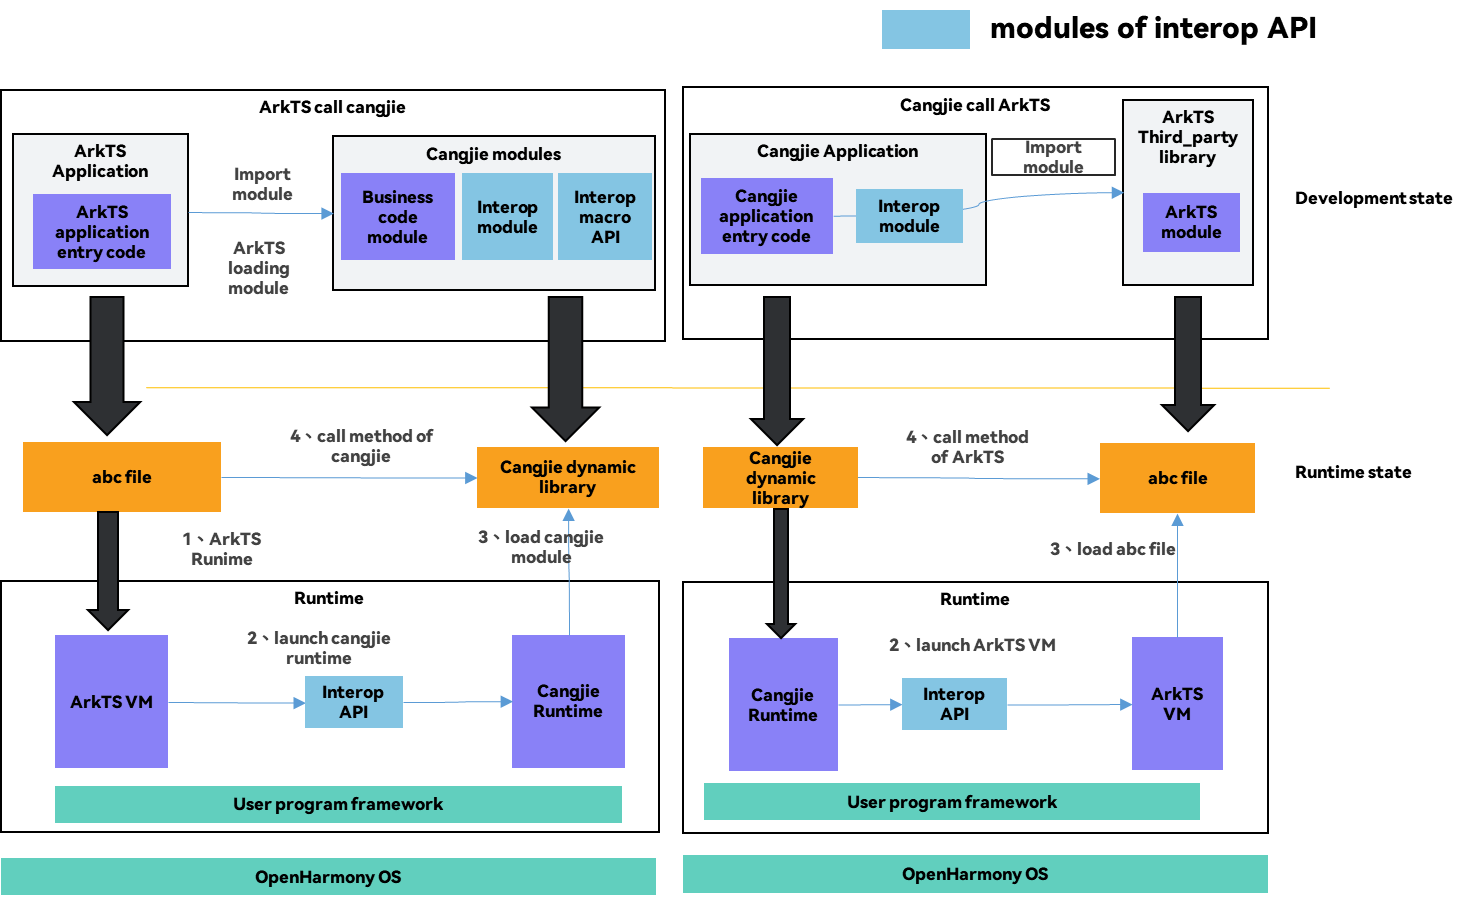 modules of interop API
ArkTS call cangjie
ArkTS
Application
ArkTS
application
entry code
Import
module
ArkTS
loading
module
Cangjie modules
Business
code
module
Interop
module
Interop
macro
API
Cangjie call ArkTS
Cangjie Application
Cangjie
application
entry code
Interop
module
Import
module
ArkTS
Third_party
library
ArkTS
module
Development state
abc file
4、call method of
cangjie
Cangjie dynamic
library
Cangjie
dynamic
library
4、call method
of ArkTS
abc file
Runtime state
1、ArkTS
Runime
3、load cangjie
module
3、load abc file
Runtime
2、launch cangjie
runtime
ArkTS VM
Interop
API
Cangjie
Runtime
User program framework
OpenHarmony OS
Runtime
2、launch ArkTS VM
Cangjie
Runtime
Interop
API
ArkTS
VM
User program framework
OpenHarmony OS